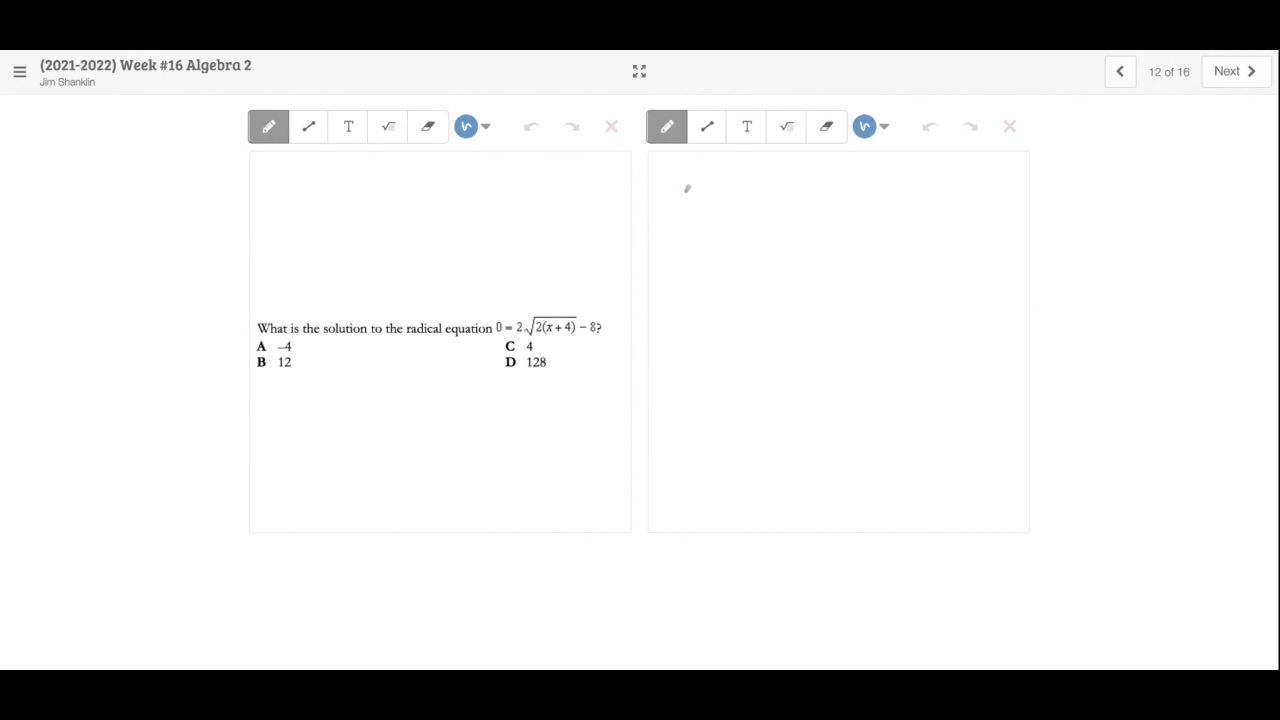 (2021-2022) Week #16 Algebra 2
Jim Shanklin
12 of 16
Next
T
T
What is the solution to the radical equation 0 = 2√2(x + 4) – 8?
A –4
C 4
B 12
D 128